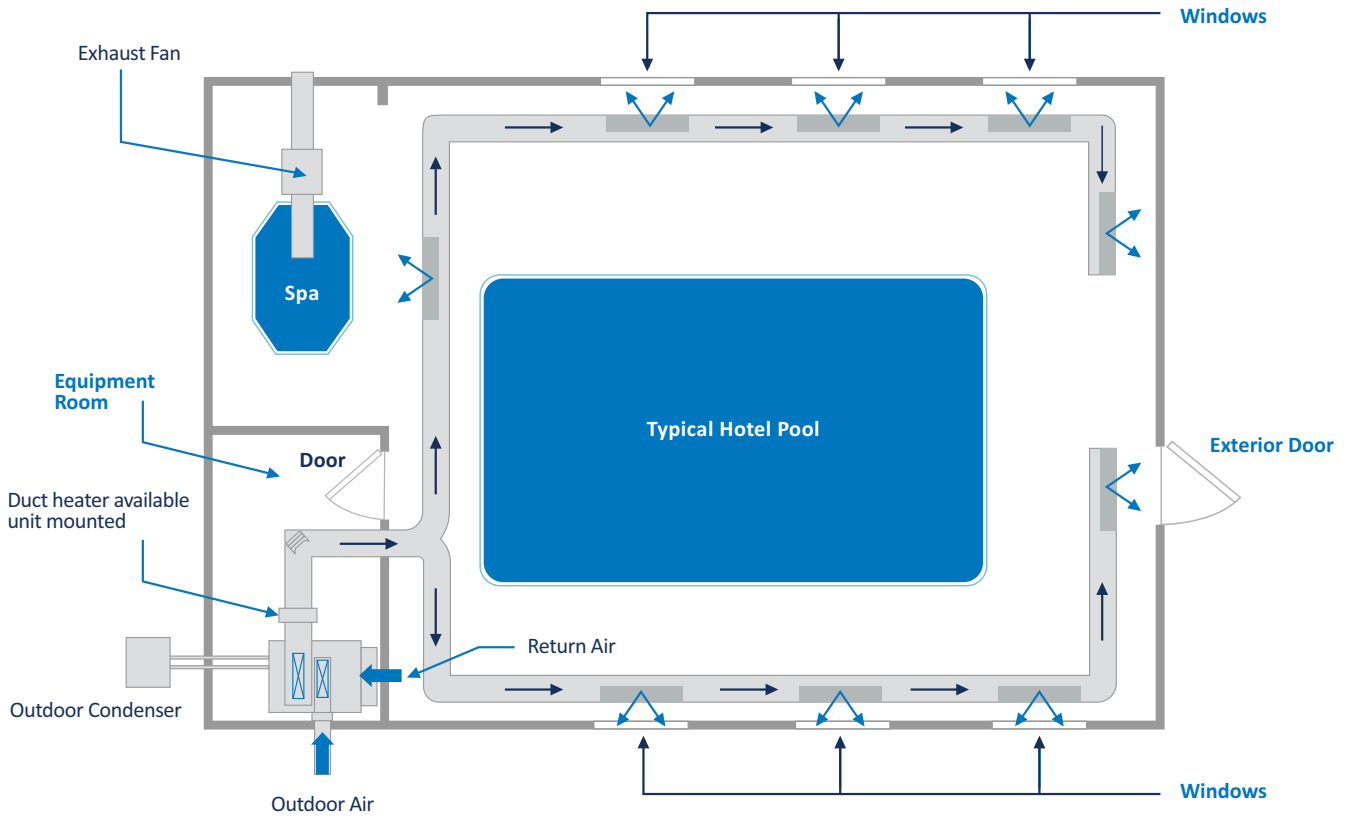 Windows
Exhaust Fan
Spa
Equipment
Room
Typical Hotel Pool
Door
Exterior Door
Duct heater available
unit mounted
Return Air
Outdoor Condenser
Windows
Outdoor Air